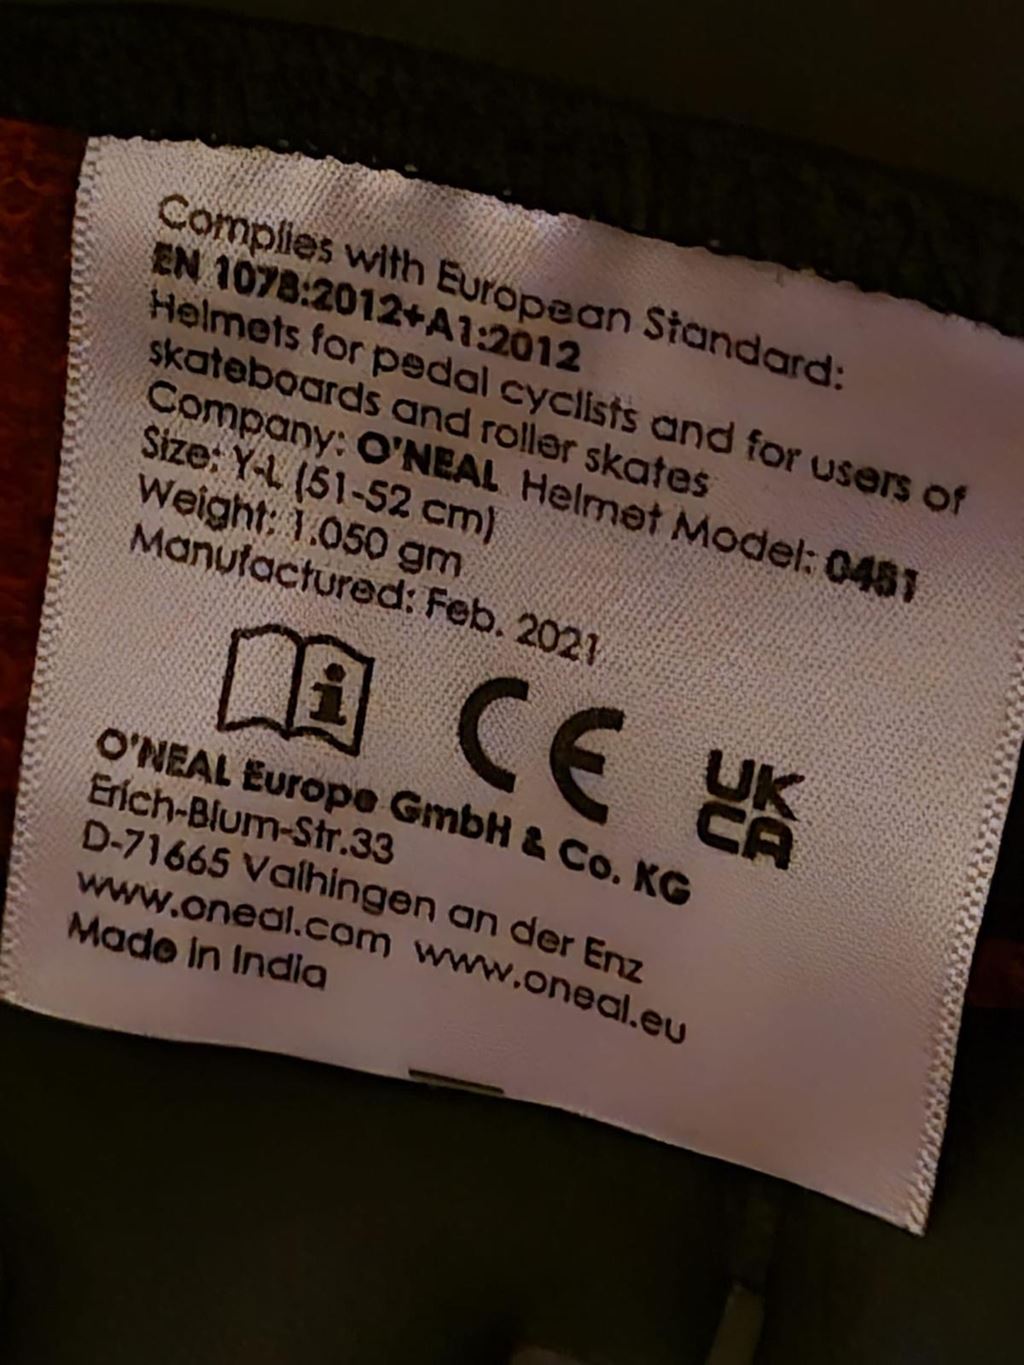 Complies with European Standard:
EN 1078:2012+A1:2012
Helmets for pedal cyclists and for users of
skateboards and roller skates
Company: O'NEAL Helmet Model: 0481
Size: Y-L (51-52 cm)
Weight: 1.050 gm
Manufactured: Feb. 2021
i CE UK
CA
O'NEAL Europe GmbH & Co. KG
Erich-Blum-Str.33
D-71665 Vaihingen an der Enz
www.oneal.com www.oneal.eu
Made in India